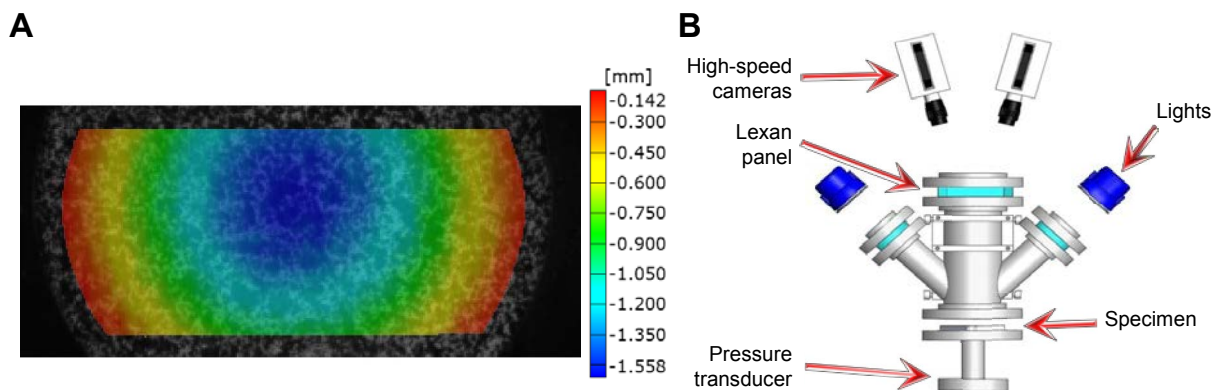 A
[mm]
-0.142
-0.300
-0.450
-0.600
-0.750
-0.900
-1.050
-1.200
-1.350
-1.558
B
High-speed
cameras
Lexan
panel
Lights
Specimen
Pressure
transducer